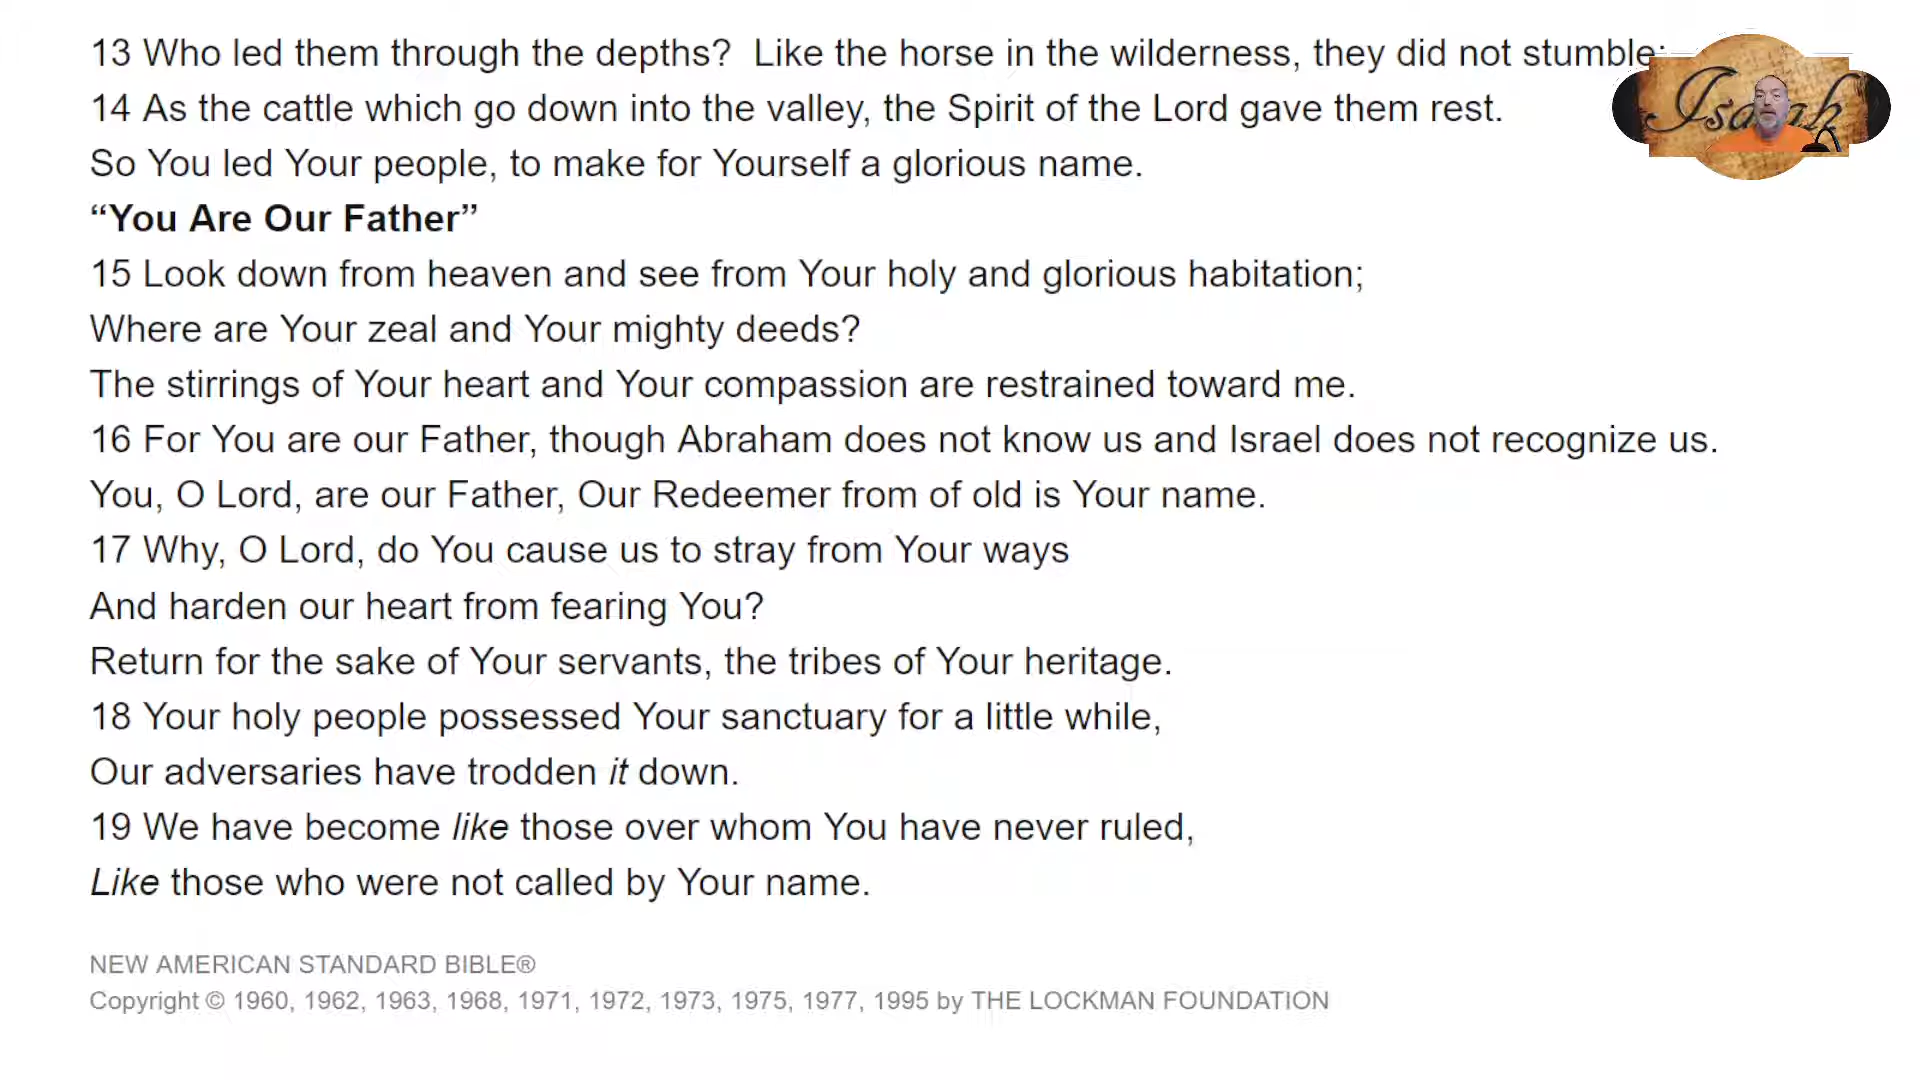 13 Who led them through the depths?  Like the horse in the wilderness, they did not stumble;
14 As the cattle which go down into the valley, the Spirit of the Lord gave them rest.
So You led Your people, to make for Yourself a glorious name.
“You Are Our Father”
15 Look down from heaven and see from Your holy and glorious habitation;
Where are Your zeal and Your mighty deeds?
The stirrings of Your heart and Your compassion are restrained toward me.
16 For You are our Father, though Abraham does not know us and Israel does not recognize us.
You, O Lord, are our Father, Our Redeemer from of old is Your name.
17 Why, O Lord, do You cause us to stray from Your ways
And harden our heart from fearing You?
Return for the sake of Your servants, the tribes of Your heritage.
18 Your holy people possessed Your sanctuary for a little while,
Our adversaries have trodden it down.
19 We have become like those over whom You have never ruled,
Like those who were not called by Your name.
NEW AMERICAN STANDARD BIBLE®
Copyright © 1960, 1962, 1963, 1968, 1971, 1972, 1973, 1975, 1977, 1995 by THE LOCKMAN FOUNDATION
Isaiah